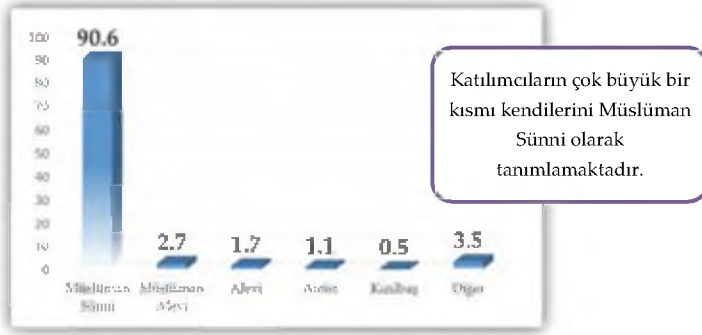 100
90.6
90
80
70
60
50
40
30
20
10
0
2.7
1.7
1.1
0.5
3.5
Müslüman Sünni
Müslüman Alevi
Alevi
Kızılbaş
Diğer
Katılımcıların çok büyük bir
kısmı kendilerini Müslüman
Sünni olarak
tanımlamaktadır.